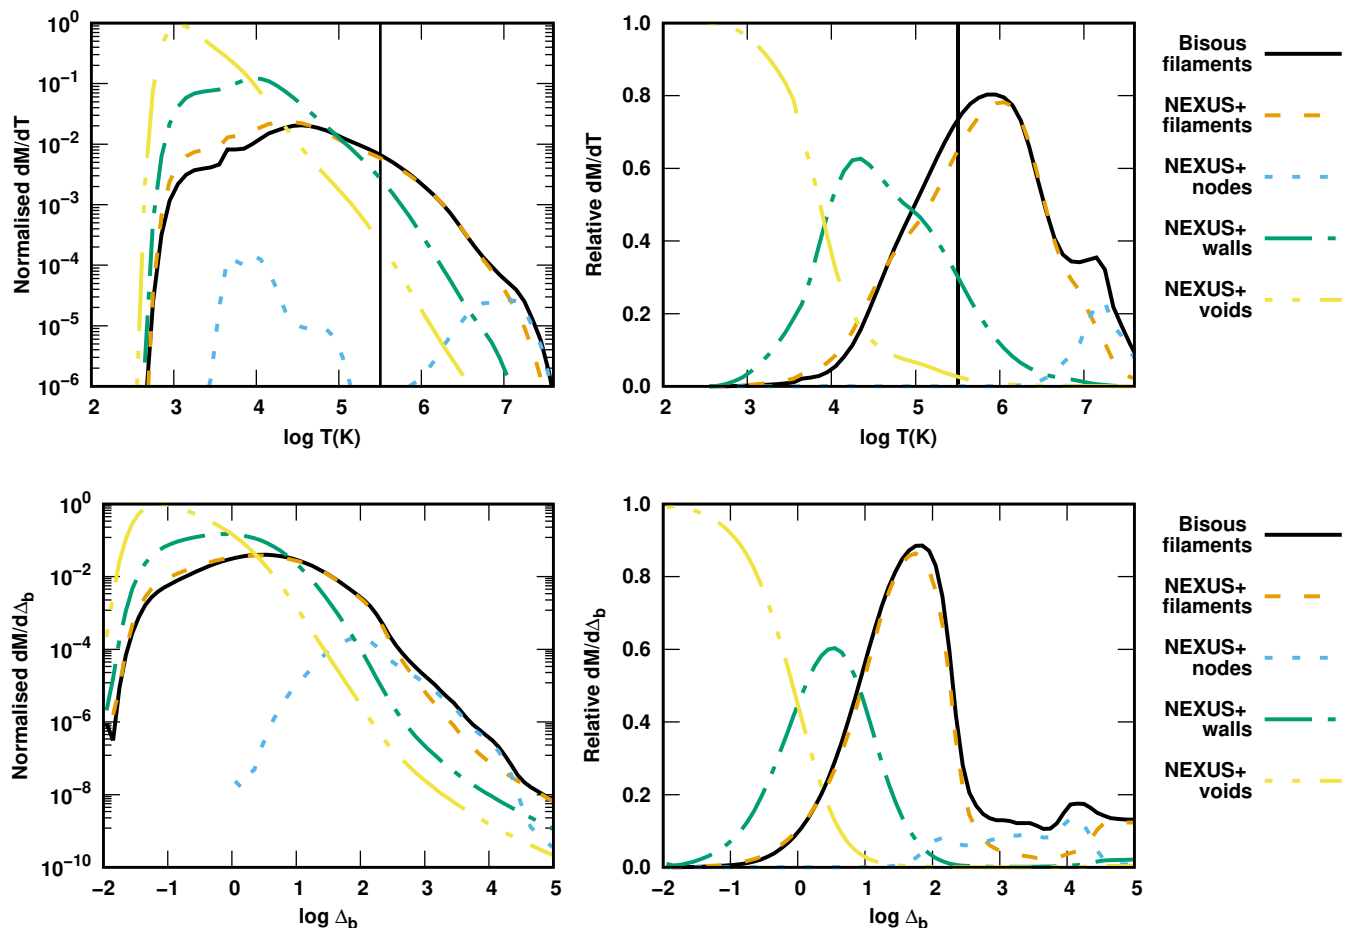 10^0
10^-1
10^-2
10^-3
10^-4
10^-5
10^-6
Normalised dM/dT
2 3 4 5 6 7
log T(K)
1.0
0.8
0.6
0.4
0.2
0.0
Relative dM/dT
2 3 4 5 6 7
log T(K)
Bisous
filaments
NEXUS+
filaments
NEXUS+
nodes
NEXUS+
walls
NEXUS+
voids
10^0
10^-2
10^-4
10^-6
10^-8
10^-10
Normalised dM/dΔ_b
−2 −1 0 1 2 3 4 5
log Δ_b
1.0
0.8
0.6
0.4
0.2
0.0
Relative dM/dΔ_b
−2 −1 0 1 2 3 4 5
log Δ_b
Bisous
filaments
NEXUS+
filaments
NEXUS+
nodes
NEXUS+
walls
NEXUS+
voids